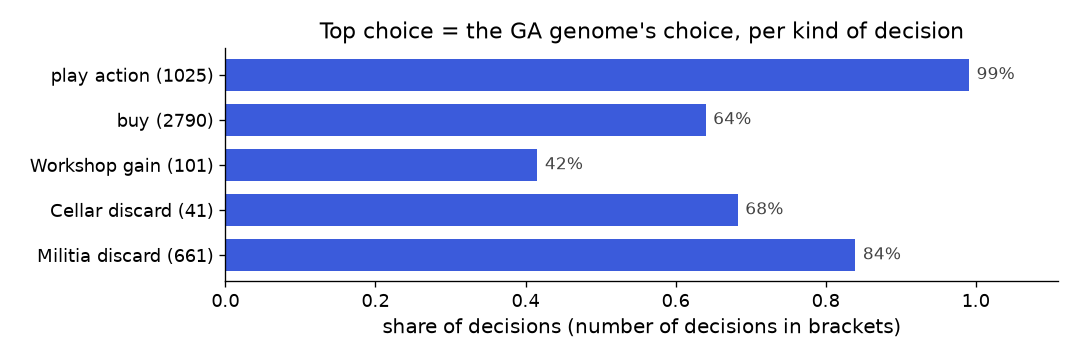 Top choice = the GA genome's choice, per kind of decision
play action (1025)
99%
buy (2790)
64%
Workshop gain (101)
42%
Cellar discard (41)
68%
Militia discard (661)
84%
0.0 0.2 0.4 0.6 0.8 1.0
share of decisions (number of decisions in brackets)